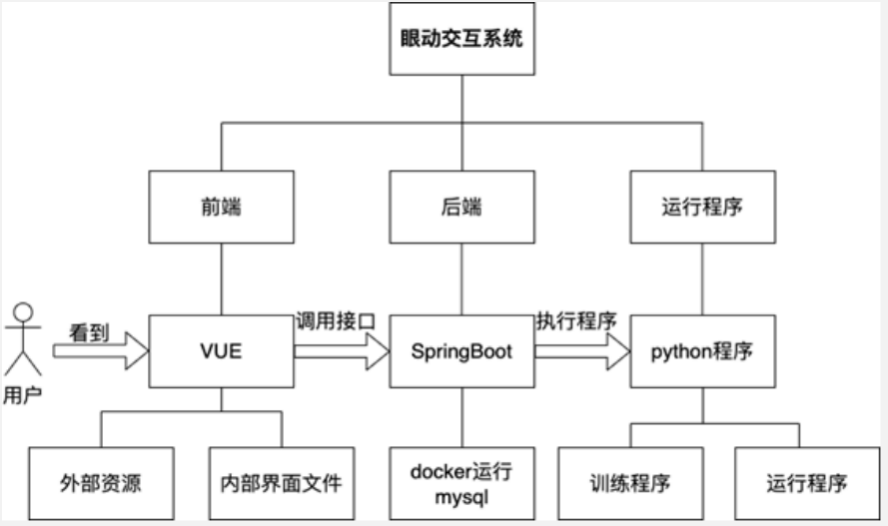 眼动交互系统
前端
后端
运行程序
看到
调用接口
执行程序
用户
VUE
SpringBoot
python程序
外部资源
内部界面文件
docker运行
mysql
训练程序
运行程序